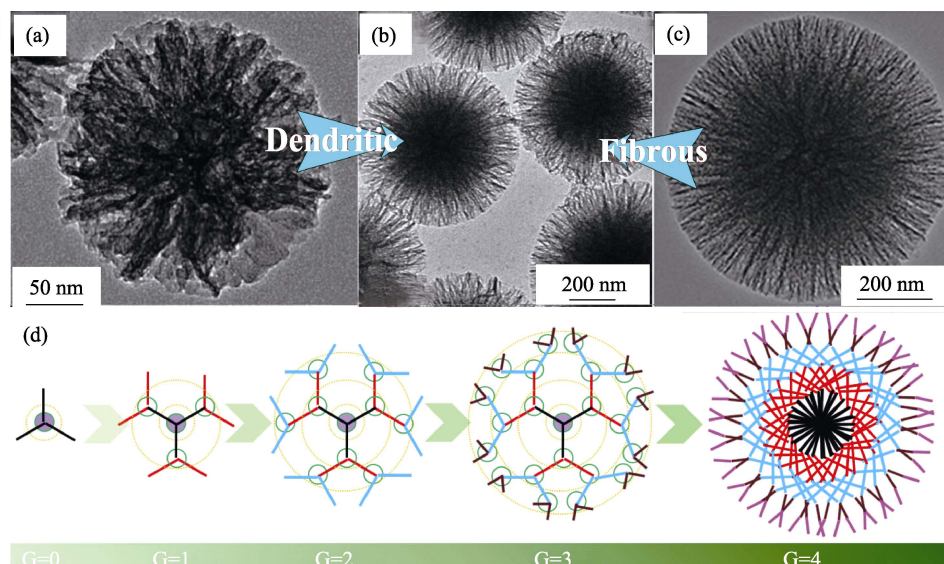 (a)
(b)
(c)
Dendritic
Fibrous
50 nm
200 nm
200 nm
(d)
G=0
G=1
G=2
G=3
G=4